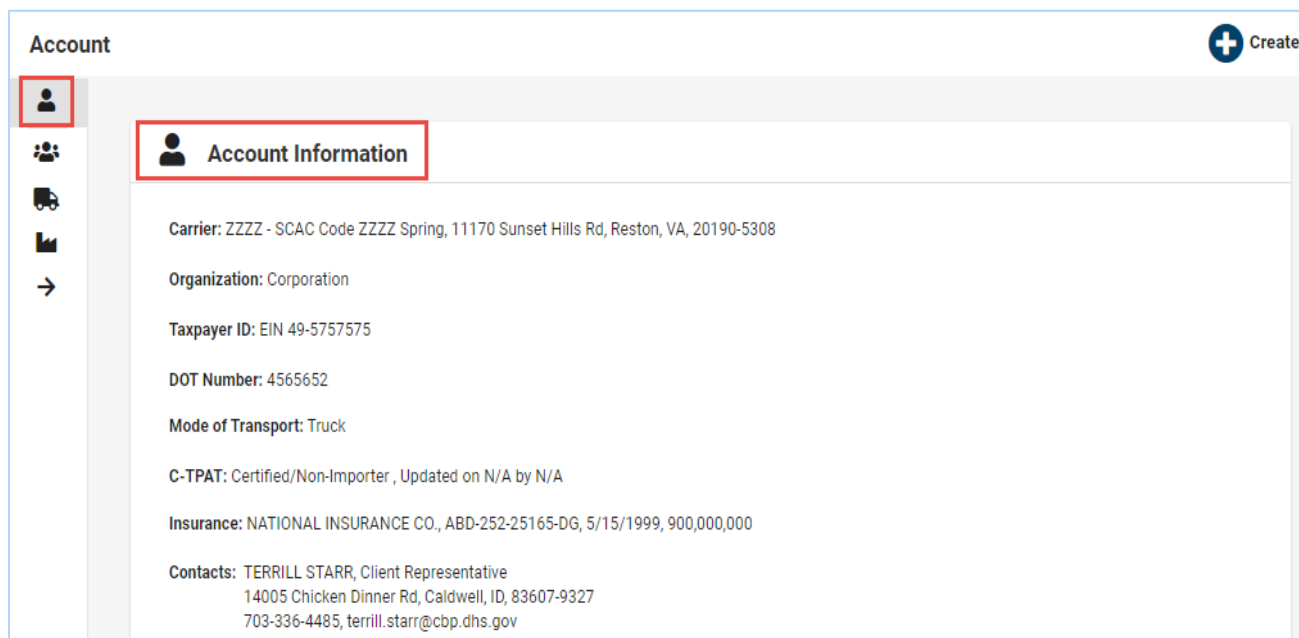 Account
Create
Account Information
Carrier: ZZZZ - SCAC Code ZZZZ Spring, 11170 Sunset Hills Rd, Reston, VA, 20190-5308
Organization: Corporation
Taxpayer ID: EIN 49-5757575
DOT Number: 4565652
Mode of Transport: Truck
C-TPAT: Certified/Non-Importer , Updated on N/A by N/A
Insurance: NATIONAL INSURANCE CO., ABD-252-25165-DG, 5/15/1999, 900,000,000
Contacts: TERRILL STARR, Client Representative
14005 Chicken Dinner Rd, Caldwell, ID, 83607-9327
703-336-4485, terrill.starr@cbp.dhs.gov